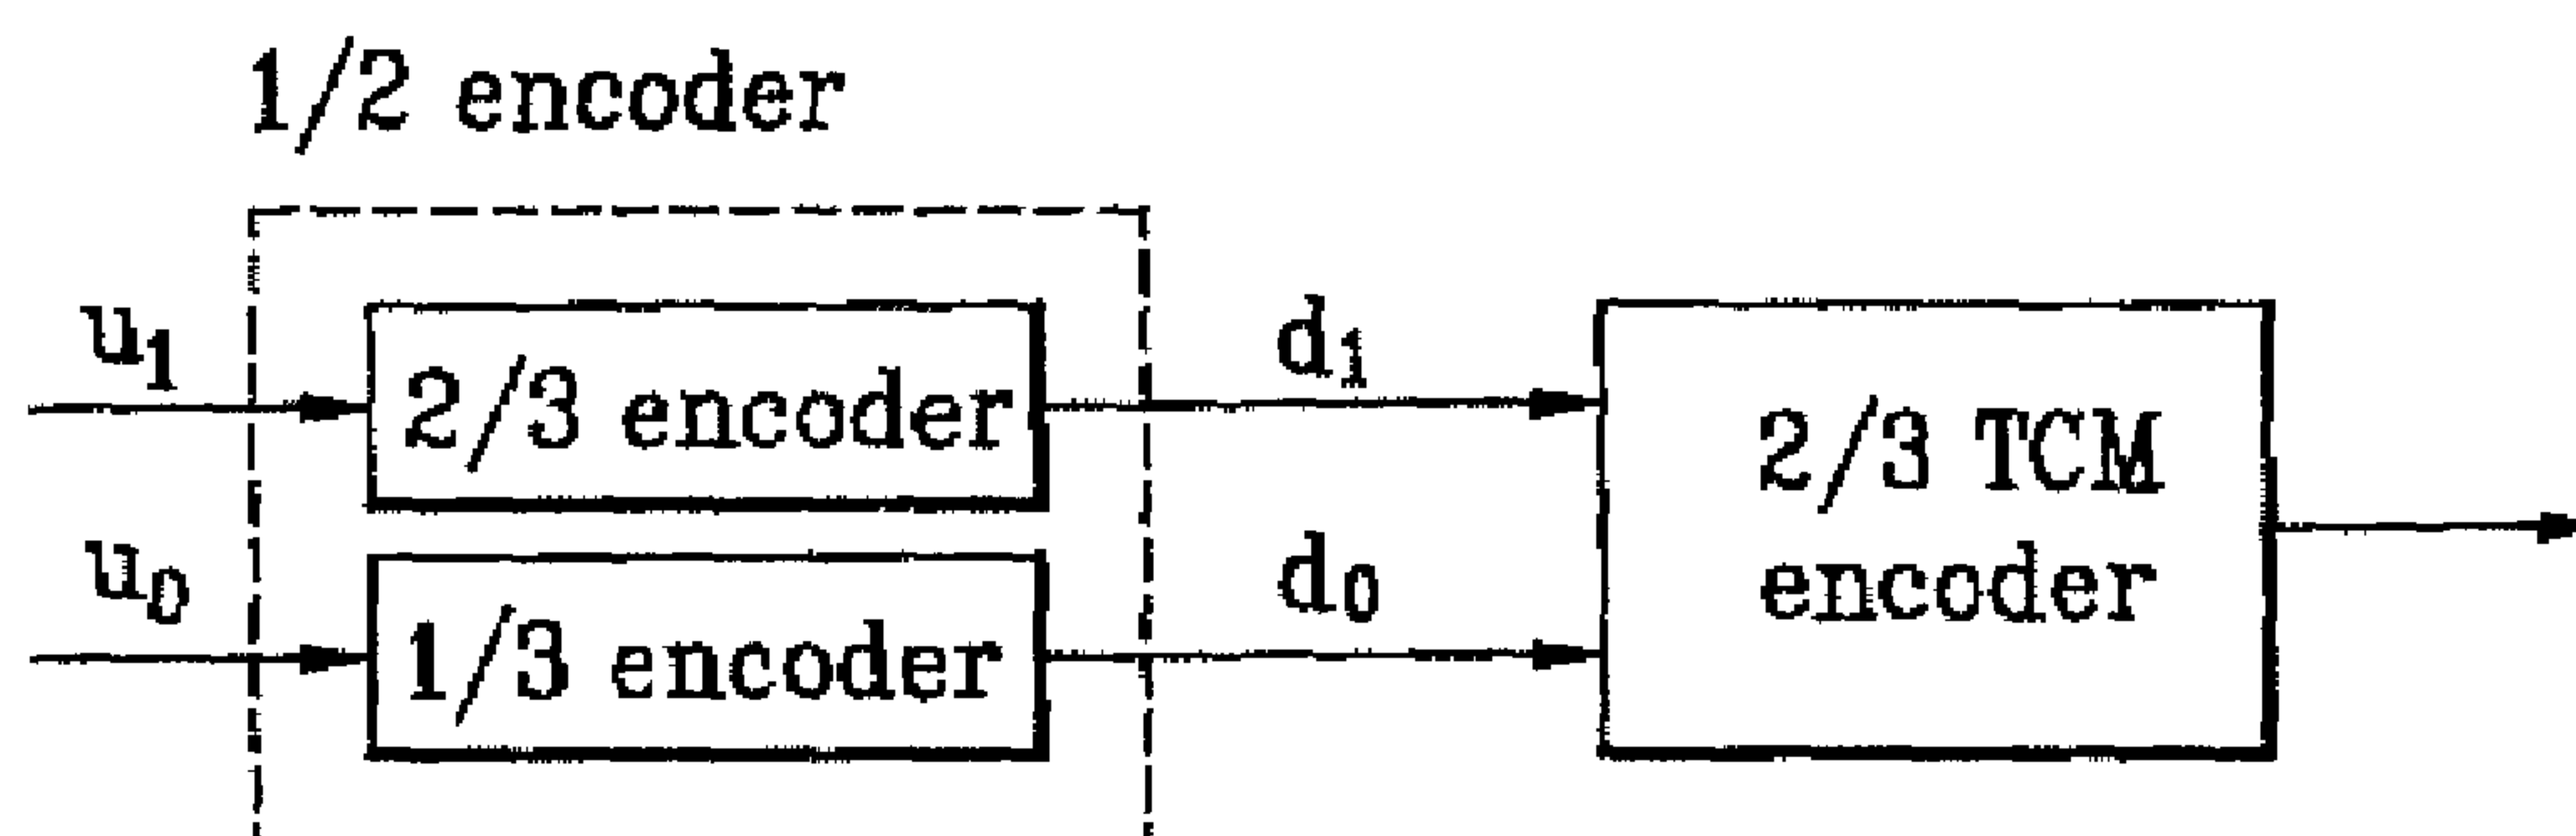 1/2 encoder
u1
2/3 encoder
d1
2/3 TCM
encoder
u0
1/3 encoder
d0